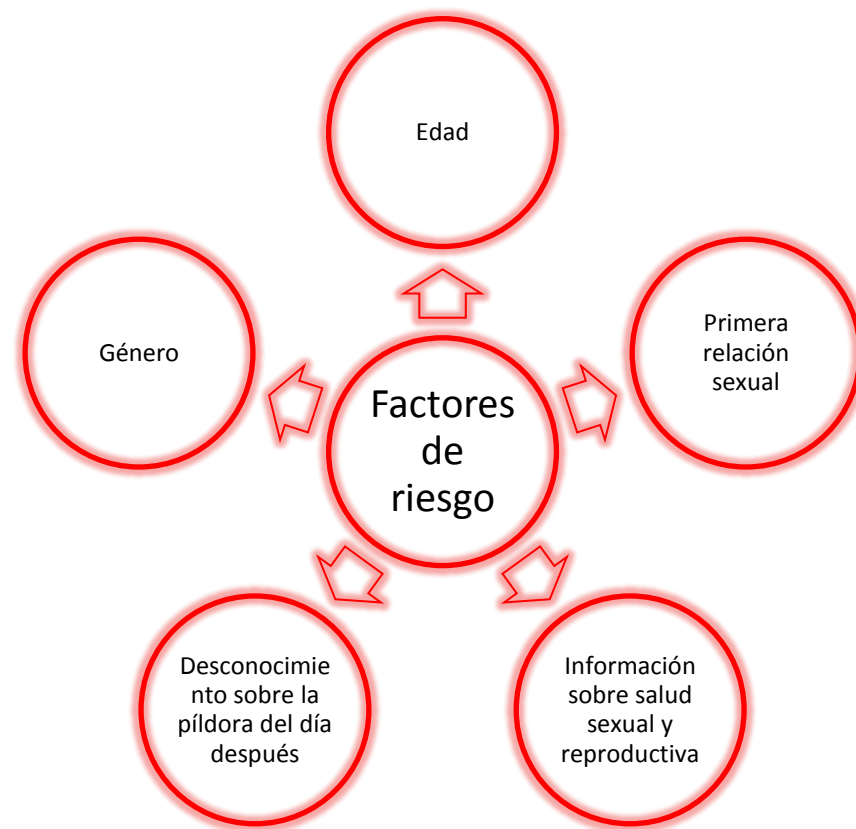 Edad
Género
Primera
relación
sexual
Factores
de
riesgo
Desconocimie
nto sobre la
píldora del día
después
Información
sobre salud
sexual y
reproductiva